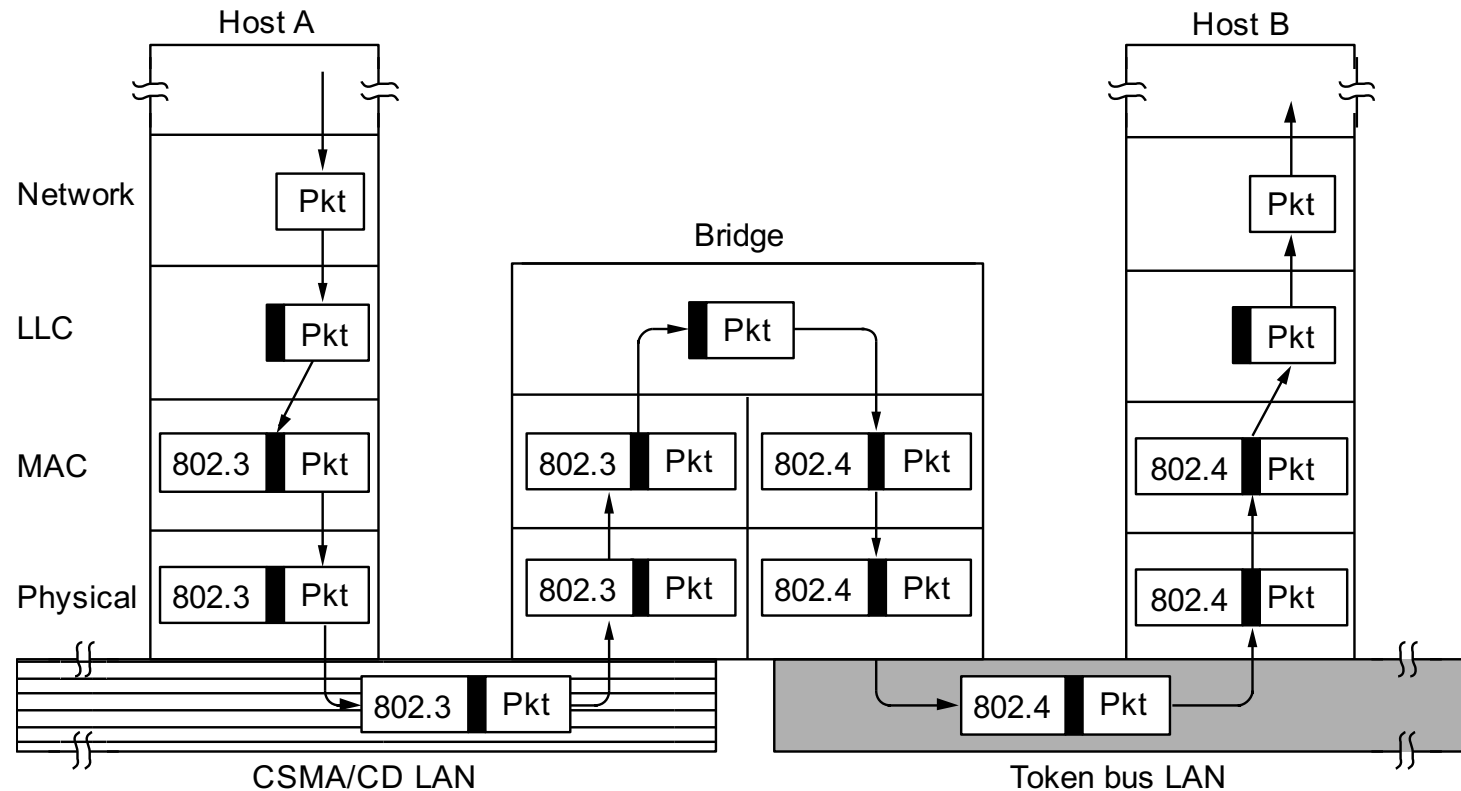 Host A
Host B
Network
Pkt
Pkt
Bridge
LLC
Pkt
Pkt
Pkt
MAC
802.3 Pkt
802.3 Pkt
802.4 Pkt
802.4 Pkt
Physical
802.3 Pkt
802.3 Pkt
802.4 Pkt
802.4 Pkt
802.3 Pkt
802.4 Pkt
CSMA/CD LAN
Token bus LAN